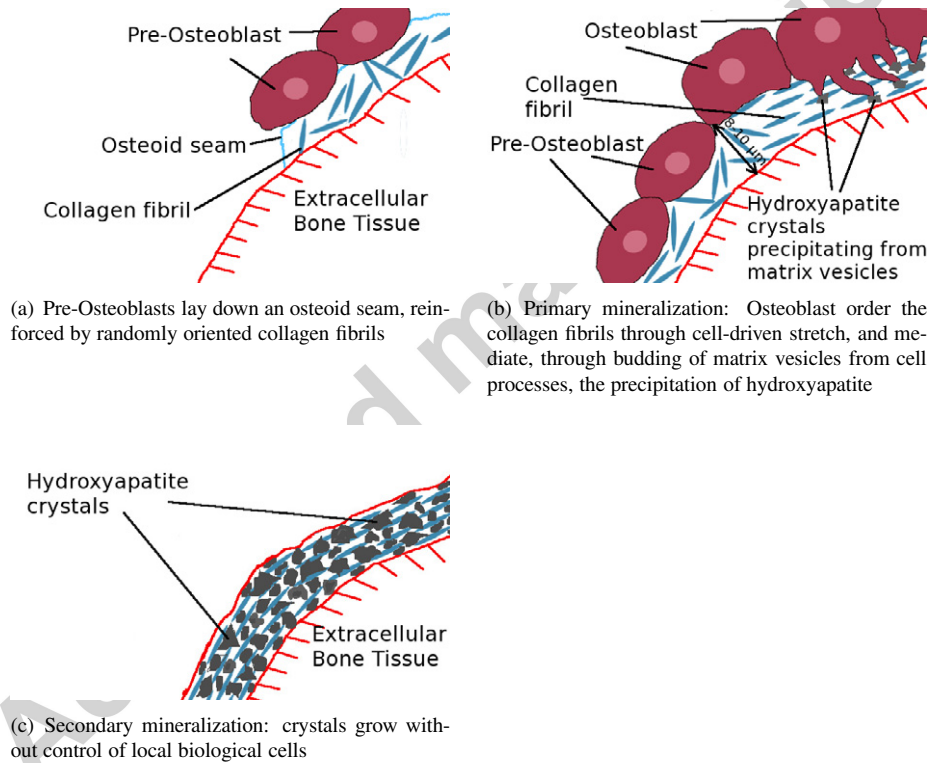 Pre-Osteoblast
Osteoid seam
Collagen fibril
Extracellular
Bone Tissue
(a) Pre-Osteoblasts lay down an osteoid seam, rein-
forced by randomly oriented collagen fibrils
Osteoblast
Collagen
fibril
8-10 μm
Pre-Osteoblast
Hydroxyapatite
crystals
precipitating from
matrix vesicles
(b) Primary mineralization: Osteoblast order the
collagen fibrils through cell-driven stretch, and me-
diate, through budding of matrix vesicles from cell
processes, the precipitation of hydroxyapatite
Hydroxyapatite
crystals
Extracellular
Bone Tissue
(c) Secondary mineralization: crystals grow with-
out control of local biological cells